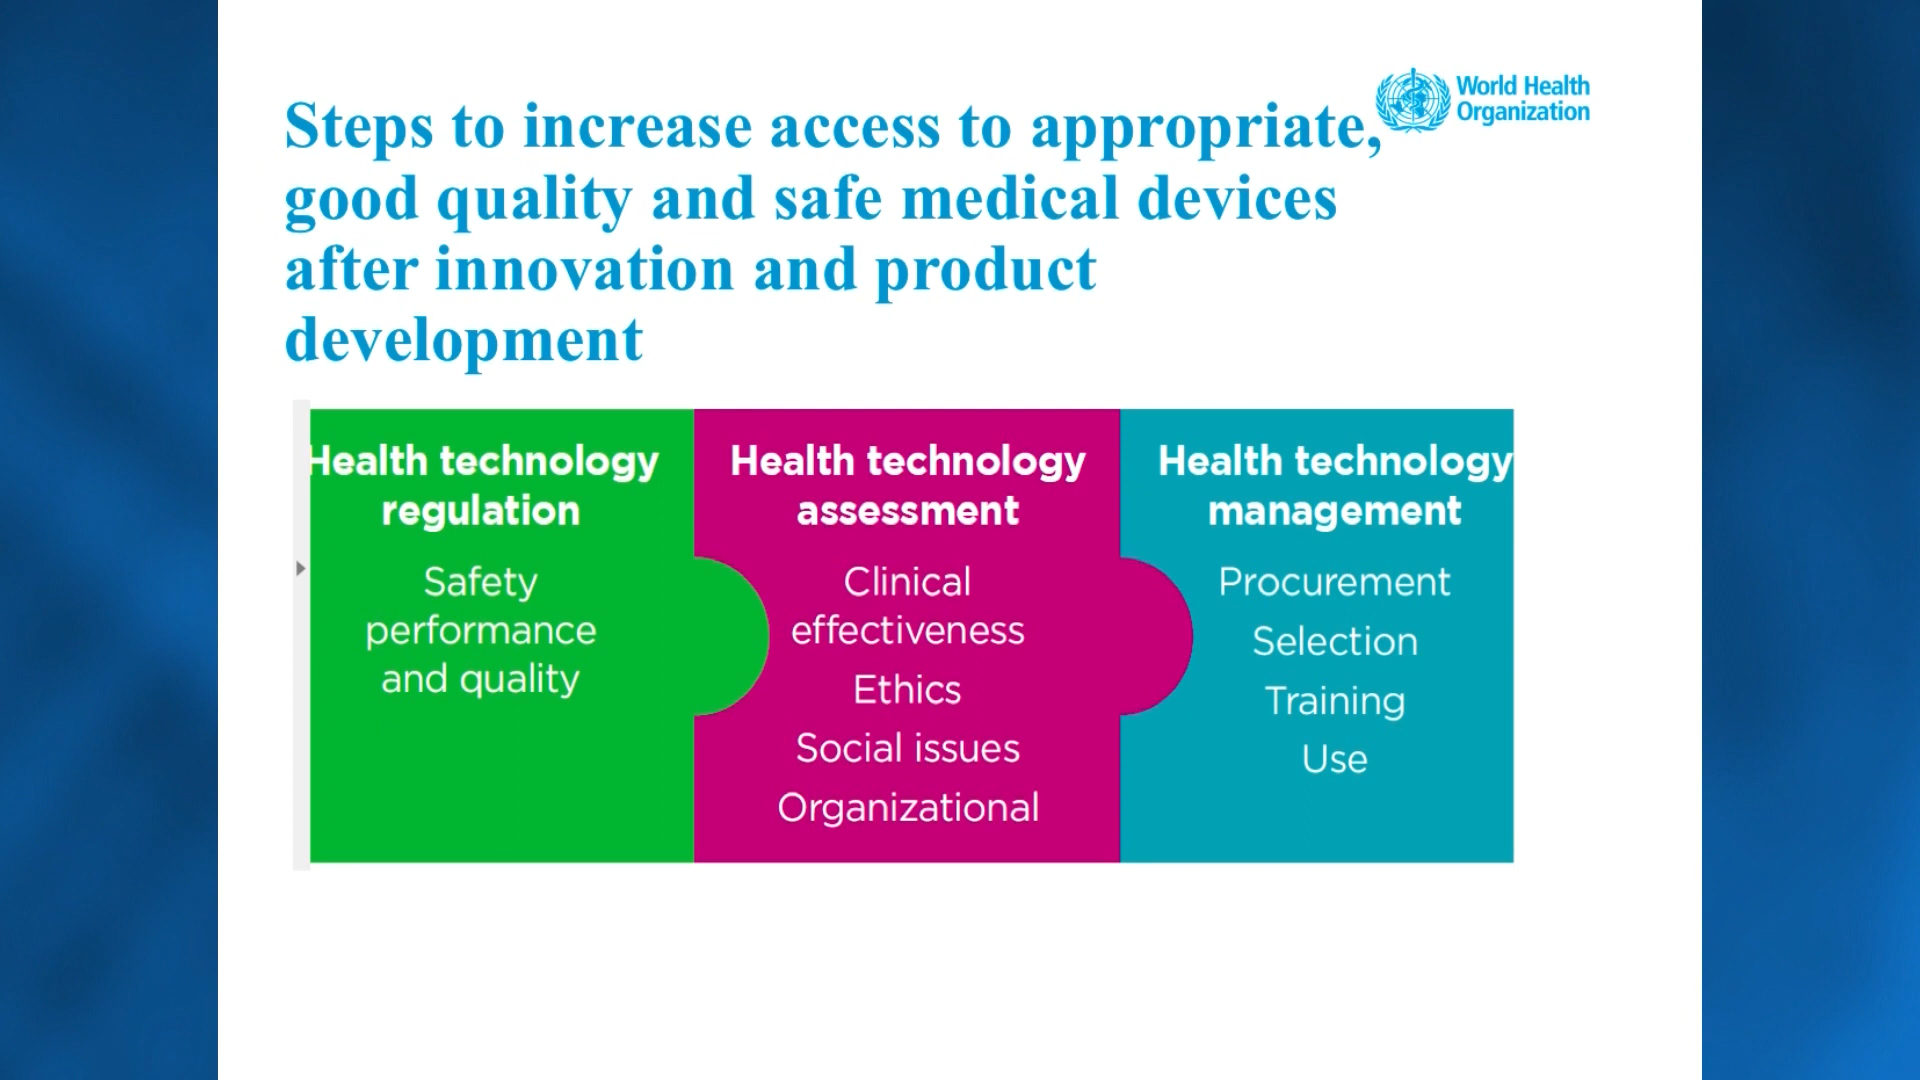 World Health
Organization
Steps to increase access to appropriate,
good quality and safe medical devices
after innovation and product
development
Health technology
regulation
Safety
performance
and quality
Health technology
assessment
Clinical
effectiveness
Ethics
Social issues
Organizational
Health technology
management
Procurement
Selection
Training
Use